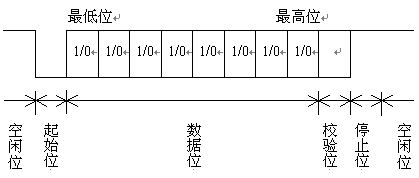 最低位↵ 最高位↵
1/0↵ 1/0↵ 1/0↵ 1/0↵ 1/0↵ 1/0↵ 1/0↵ 1/0↵ ↵
空闲位
起始位
数据位
校验位
停止位
空闲位